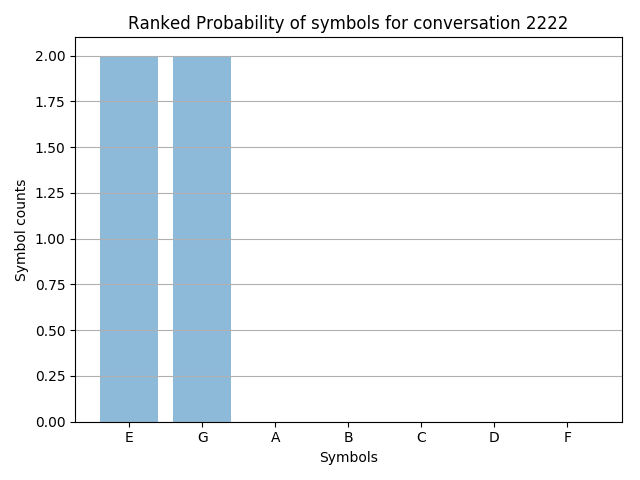 Ranked Probability of symbols for conversation 2222
Symbol counts
2.00
1.75
1.50
1.25
1.00
0.75
0.50
0.25
0.00
E G A B C D F
Symbols